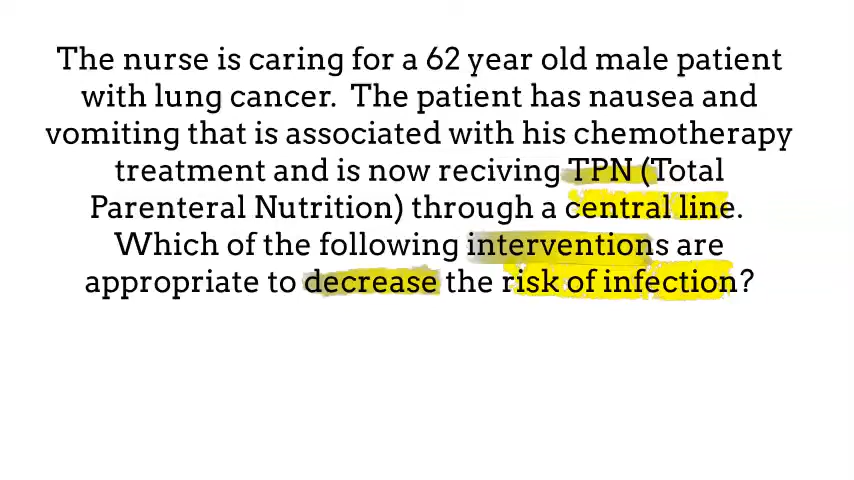 The nurse is caring for a 62 year old male patient
with lung cancer. The patient has nausea and
vomiting that is associated with his chemotherapy
treatment and is now reciving TPN (Total
Parenteral Nutrition) through a central line.
Which of the following interventions are
appropriate to decrease the risk of infection?